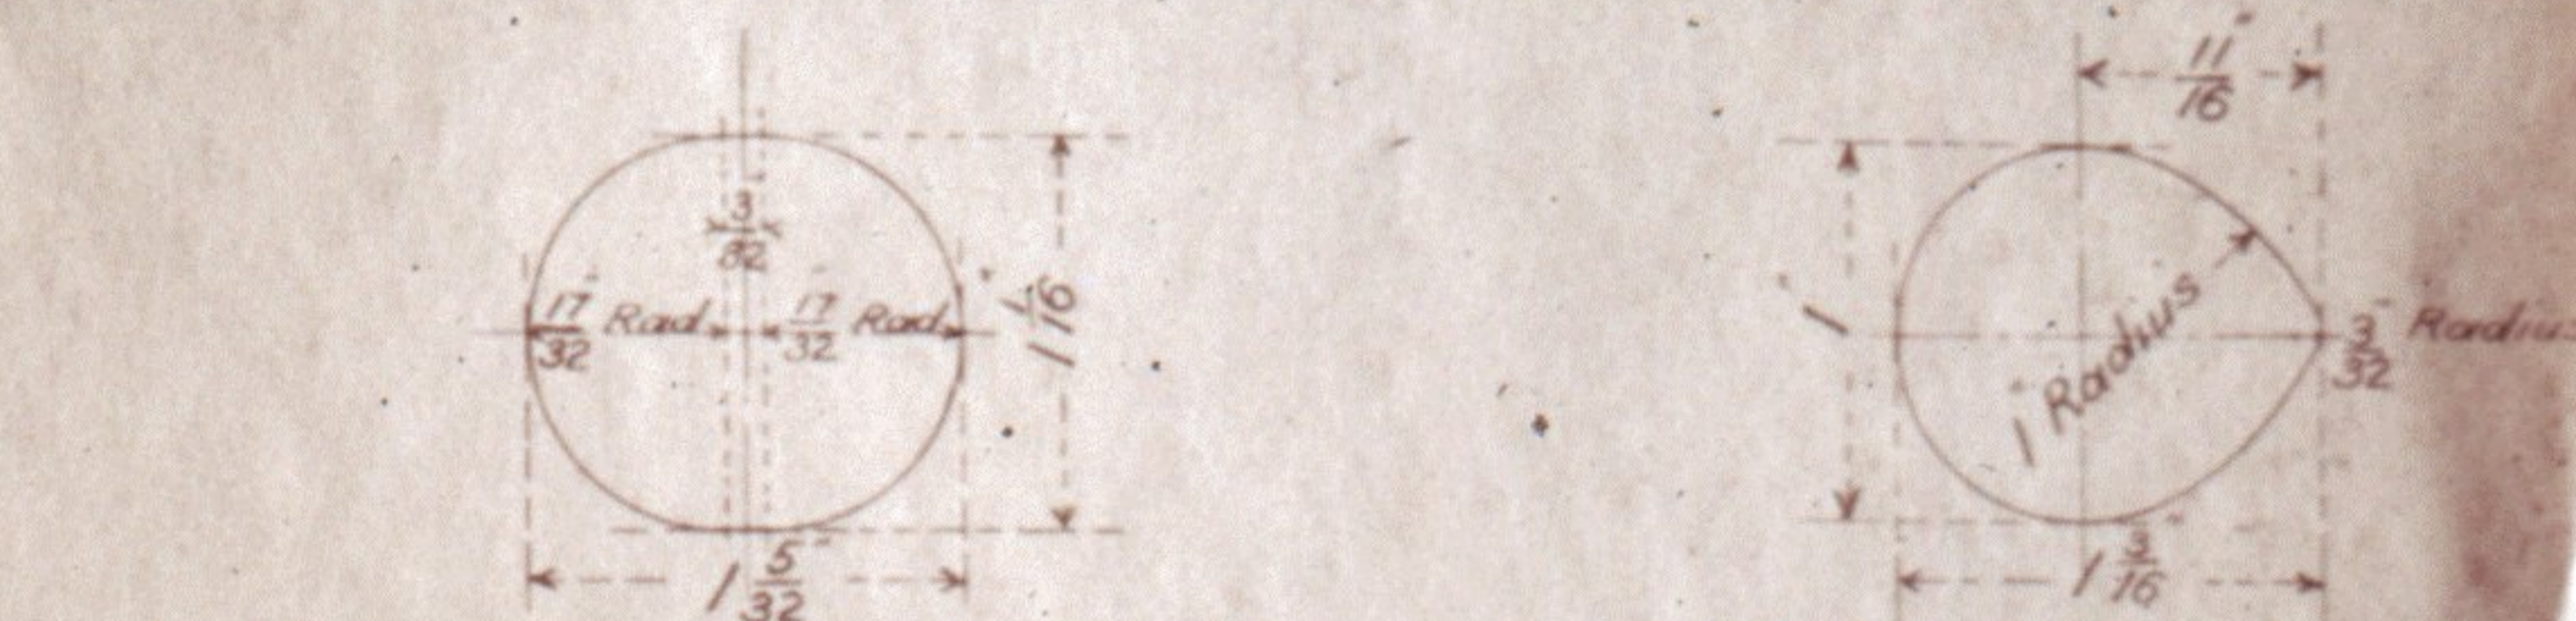 3/32
17"/32 Rad.
17"/32 Rad.
1 1/16"
1 5/32"
11/16"
1"
1" Radius
3/32"
1 3/16"